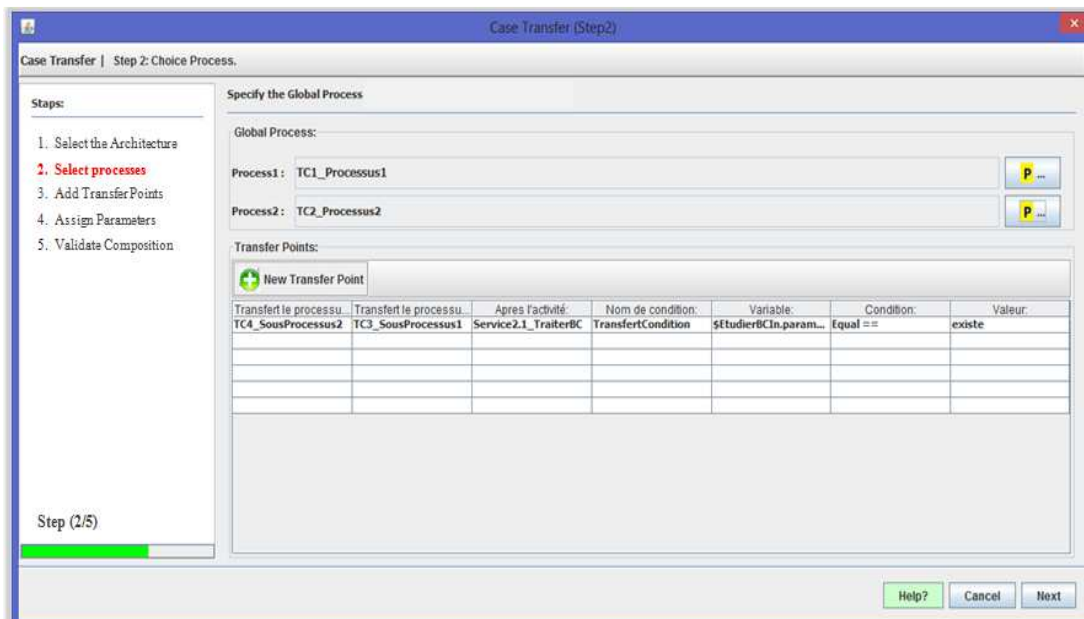 Case Transfer (Step2)
Case Transfer | Step 2: Choice Process.
Staps:
1. Select the Architecture
2. Select processes
3. Add Transfer Points
4. Assign Parameters
5. Validate Composition
Step (2/5)
Specify the Global Process
Global Process:
Process1 : TC1_Processus1 P ...
Process2 : TC2_Processus2 P ...
Transfer Points:
New Transfer Point
Transfert le processu... Transfert le processu... Apres l'activité: Nom de condition: Variable: Condition: Valeur:
TC4_SousProcessus2 TC3_SousProcessus1 Service2.1_TraiterBC TransfertCondition $EtudierBCIn.param... Equal == existe
Help? Cancel Next